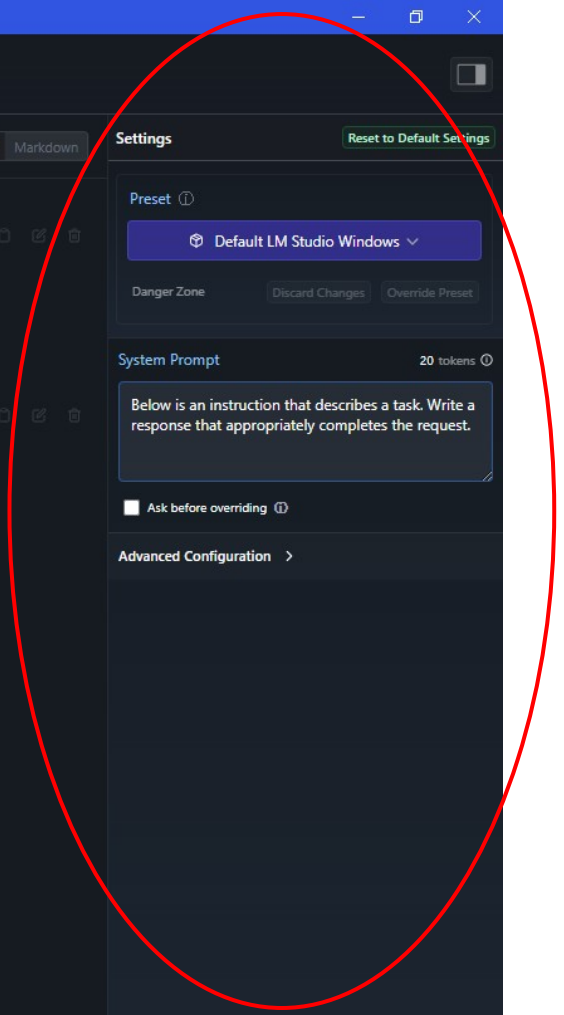 Markdown
Settings
Reset to Default Settings
Preset
Default LM Studio Windows
Danger Zone
Discard Changes
Override Preset
System Prompt
20 tokens
Below is an instruction that describes a task. Write a
response that appropriately completes the request.
Ask before overriding
Advanced Configuration